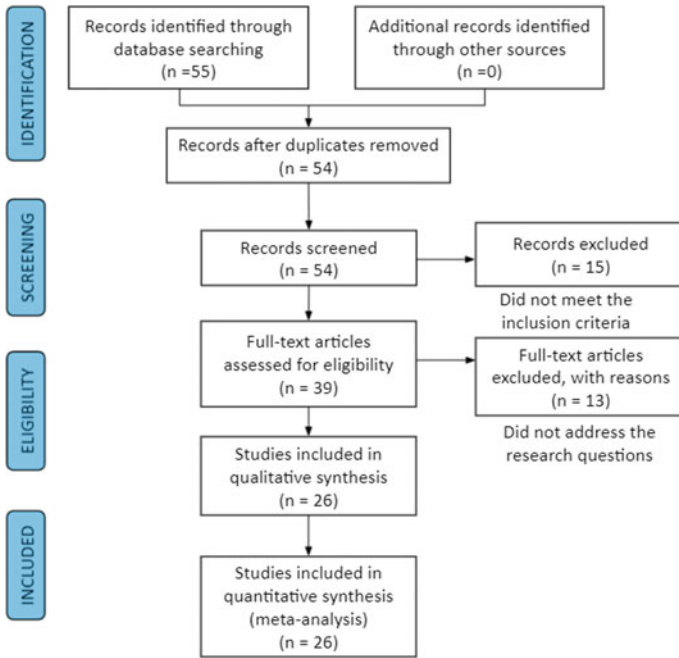 IDENTIFICATION
Records identified through
database searching
(n =55)
Additional records identified
through other sources
(n =0)
Records after duplicates removed
(n = 54)
SCREENING
Records screened
(n = 54)
Records excluded
(n = 15)
Did not meet the
inclusion criteria
ELIGIBILITY
Full-text articles
assessed for eligibility
(n = 39)
Full-text articles
excluded, with reasons
(n = 13)
Did not address the
research questions
Studies included in
qualitative synthesis
(n = 26)
INCLUDED
Studies included in
quantitative synthesis
(meta-analysis)
(n = 26)